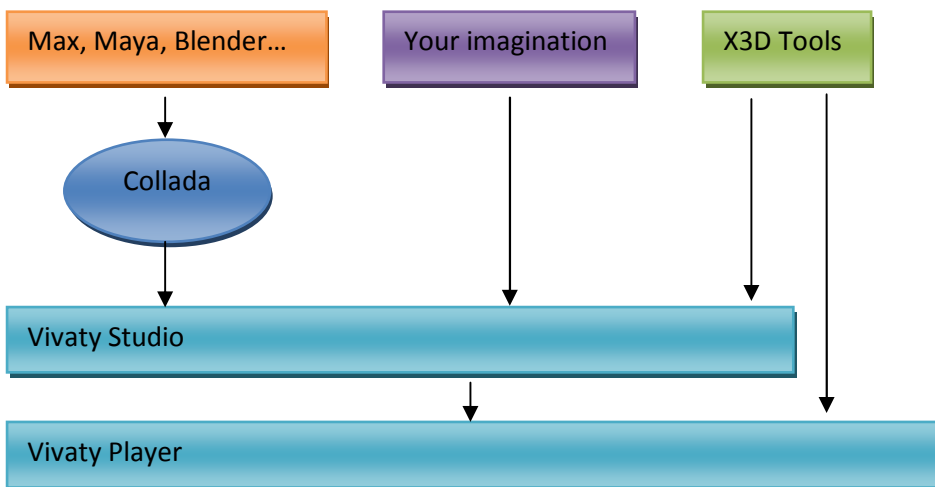 Max, Maya, Blender…
Your imagination
X3D Tools
Collada
Vivaty Studio
Vivaty Player